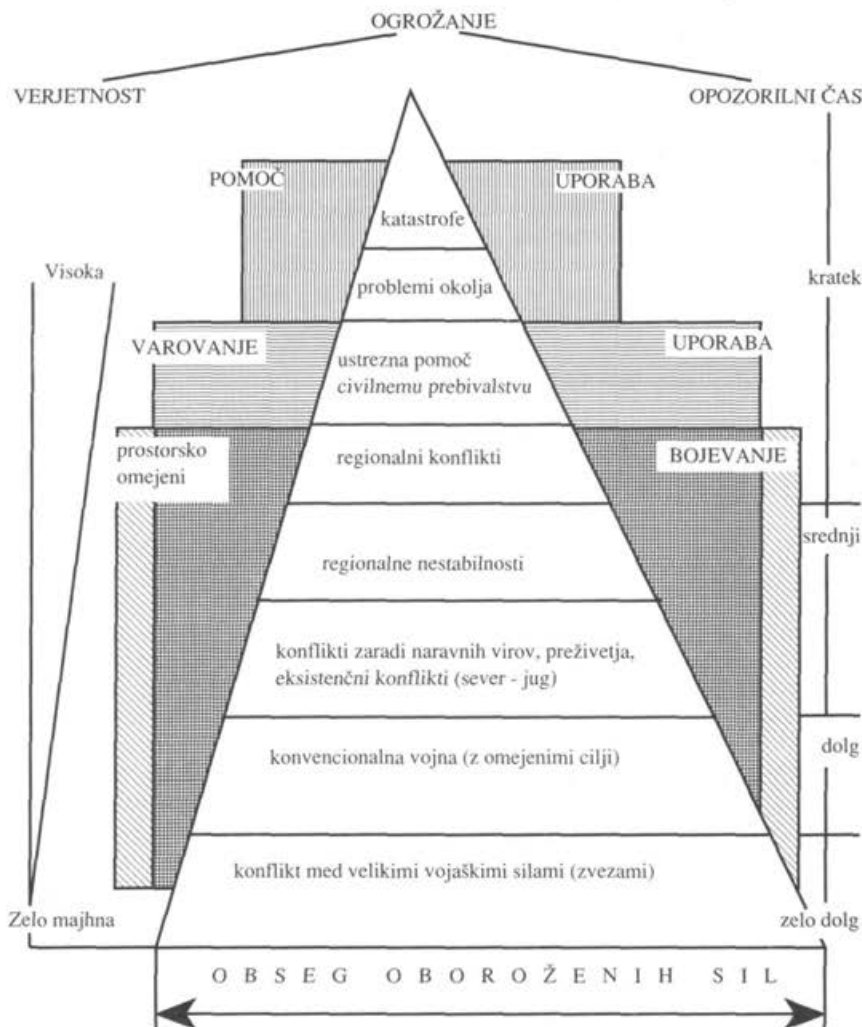 OGROŽANJE
VERJETNOST
OPOZORILNI ČAS
POMOČ
UPORABA
katastrofe
Visoka
problemi okolja
kratek
VAROVANJE
UPORABA
ustrezna pomoč
civilnemu prebivalstvu
prostorsko
omejeni
regionalni konflikti
BOJEVANJE
srednji
regionalne nestabilnosti
konflikti zaradi naravnih virov, preživetja,
eksistenčni konflikti (sever - jug)
konvencionalna vojna (z omejenimi cilji)
dolg
konflikt med velikimi vojaškimi silami (zvezami)
Zelo majhna
zelo dolg
OBSEG OBOROŽENIH SIL